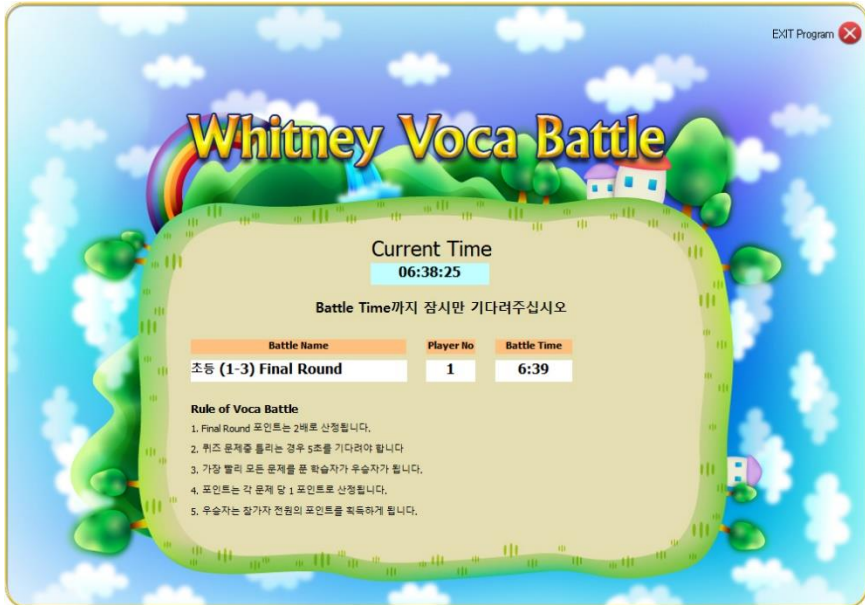 EXIT Program
Whitney Voca Battle
Current Time
06:38:25
Battle Time까지 잠시만 기다려주십시오
Battle Name Player No Battle Time
초등 (1-3) Final Round 1 6:39
Rule of Voca Battle
1. Final Round 포인트는 2배로 산정됩니다.
2. 퀴즈 문제중 틀리는 경우 5초를 기다려야 합니다
3. 가장 빨리 모든 문제를 푼 학습자가 우승자가 됩니다.
4. 포인트는 각 문제 당 1 포인트로 산정됩니다.
5. 우승자는 참가자 전원의 포인트를 획득하게 됩니다.